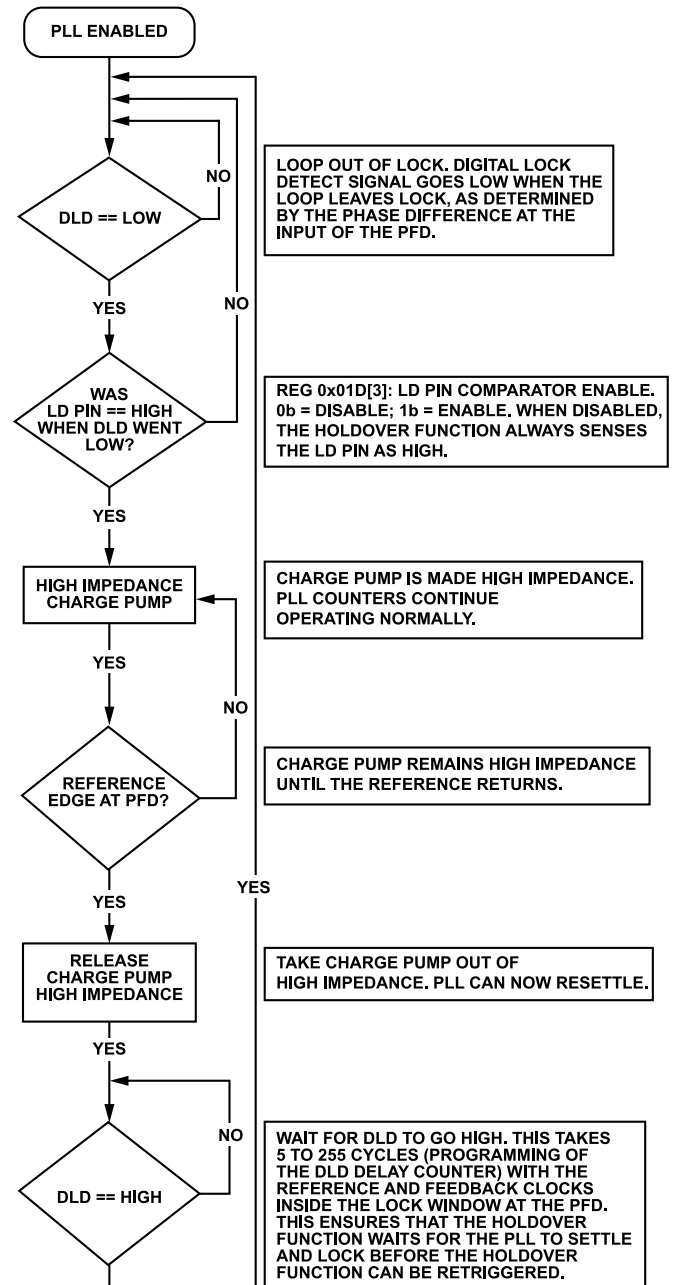 PLL ENABLED
NO
DLD == LOW
LOOP OUT OF LOCK. DIGITAL LOCK
DETECT SIGNAL GOES LOW WHEN THE
LOOP LEAVES LOCK, AS DETERMINED
BY THE PHASE DIFFERENCE AT THE
INPUT OF THE PFD.
YES
NO
WAS
LD PIN == HIGH
WHEN DLD WENT
LOW?
REG 0x01D[3]: LD PIN COMPARATOR ENABLE.
0b = DISABLE; 1b = ENABLE. WHEN DISABLED,
THE HOLDOVER FUNCTION ALWAYS SENSES
THE LD PIN AS HIGH.
YES
HIGH IMPEDANCE
CHARGE PUMP
CHARGE PUMP IS MADE HIGH IMPEDANCE.
PLL COUNTERS CONTINUE
OPERATING NORMALLY.
YES
NO
REFERENCE
EDGE AT PFD?
CHARGE PUMP REMAINS HIGH IMPEDANCE
UNTIL THE REFERENCE RETURNS.
YES
YES
RELEASE
CHARGE PUMP
HIGH IMPEDANCE
TAKE CHARGE PUMP OUT OF
HIGH IMPEDANCE. PLL CAN NOW RESETTLE.
YES
NO
DLD == HIGH
WAIT FOR DLD TO GO HIGH. THIS TAKES
5 TO 255 CYCLES (PROGRAMMING OF
THE DLD DELAY COUNTER) WITH THE
REFERENCE AND FEEDBACK CLOCKS
INSIDE THE LOCK WINDOW AT THE PFD.
THIS ENSURES THAT THE HOLDOVER
FUNCTION WAITS FOR THE PLL TO SETTLE
AND LOCK BEFORE THE HOLDOVER
FUNCTION CAN BE RETRIGGERED.